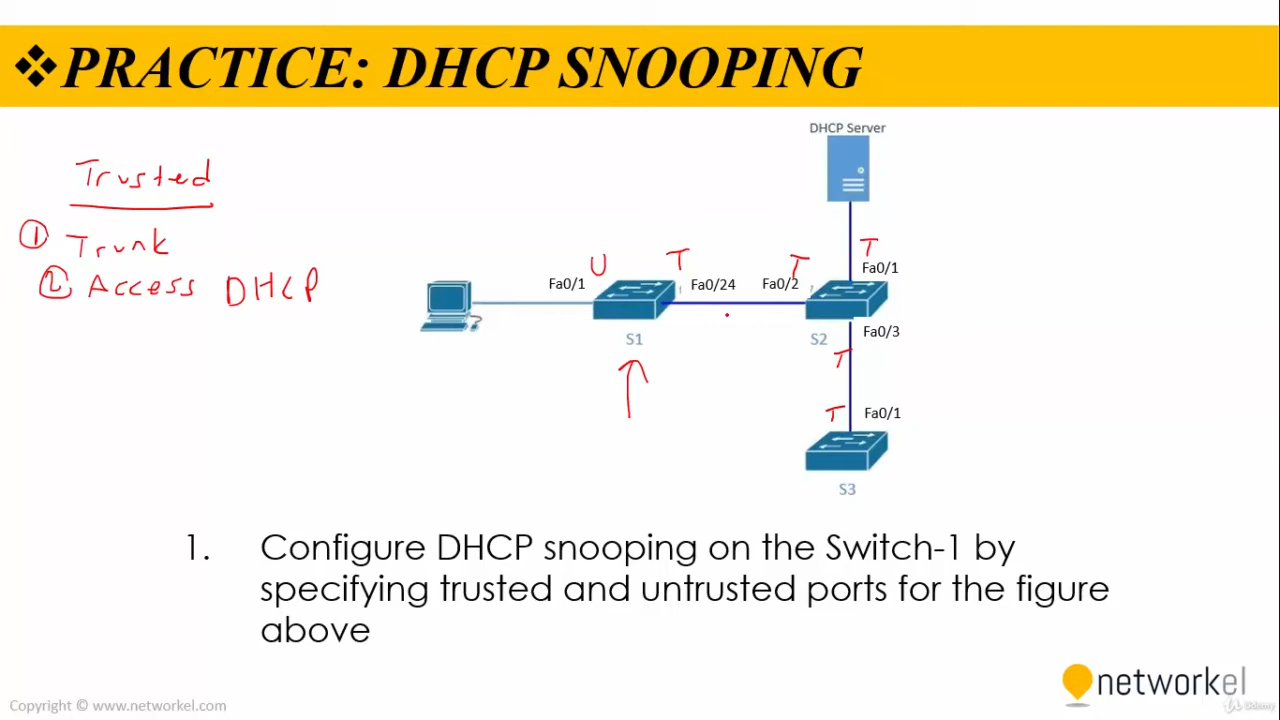 ❖PRACTICE: DHCP SNOOPING
DHCP Server
Trusted
① Trunk
② Access DHCP
T
Fa0/1
Fa0/1
U
T
Fa0/24
T
Fa0/2
S1
S2
Fa0/3
T
T
Fa0/1
S3
1. Configure DHCP snooping on the Switch-1 by
specifying trusted and untrusted ports for the figure
above
networkel
Copyright © www.networkel.com
Udemy